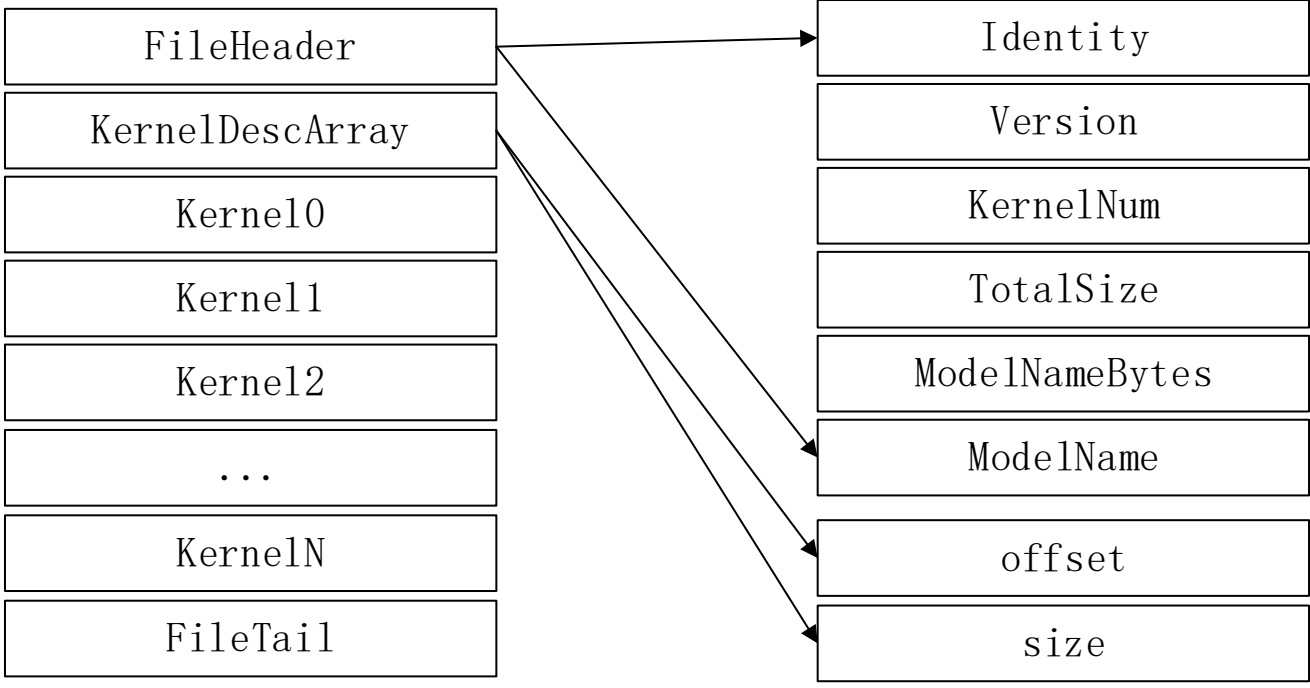 FileHeader
KernelDescArray
Kernel0
Kernel1
Kernel2
...
KernelN
FileTail
Identity
Version
KernelNum
TotalSize
ModelNameBytes
ModelName
offset
size